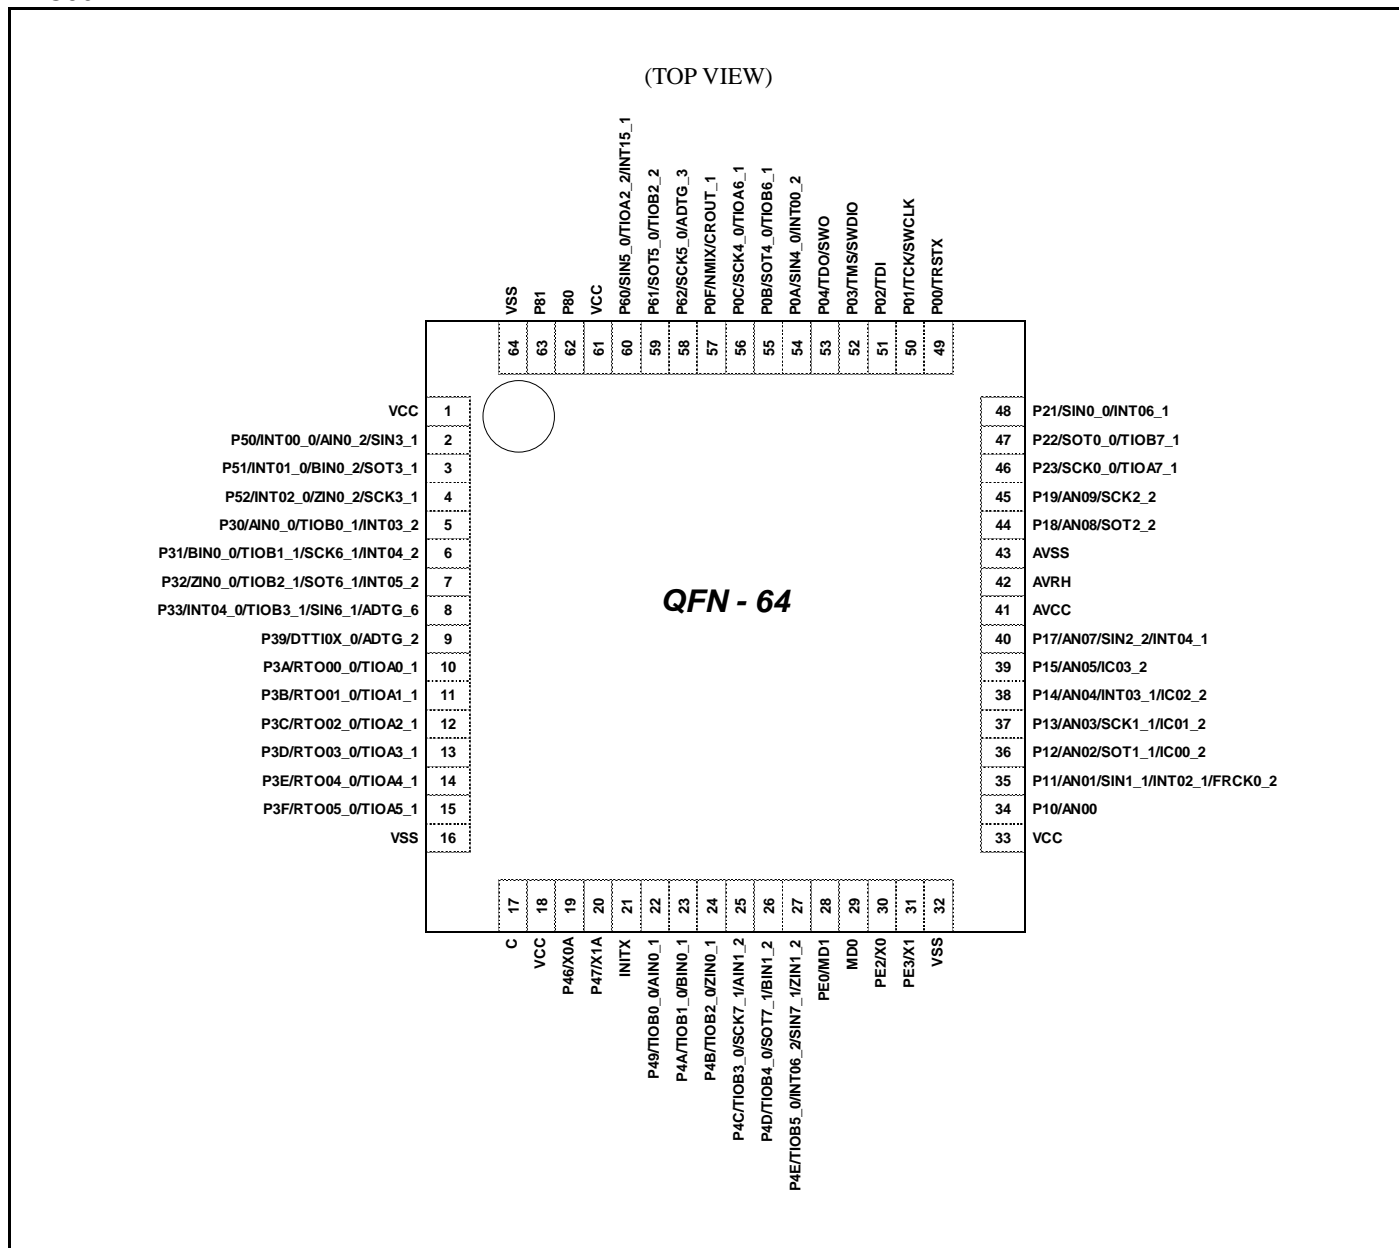 (TOP VIEW)
VSS
P81
P80
VCC
P60/SIN5_0/TIOA2_2/INT15_1
P61/SOT5_0/TIOB2_2
P62/SCK5_0/ADTG_3
P0F/NMIX/CROUT_1
P0C/SCK4_0/TIOA6_1
P0B/SOT4_0/TIOB6_1
P0A/SIN4_0/INT00_2
P04/TDO/SWO
P03/TMS/SWDIO
P02/TDI
P01/TCK/SWCLK
P00/TRSTX
64 63 62 61 60 59 58 57 56 55 54 53 52 51 50 49
VCC 1
P50/INT00_0/AIN0_2/SIN3_1 2
P51/INT01_0/BIN0_2/SOT3_1 3
P52/INT02_0/ZIN0_2/SCK3_1 4
P30/AIN0_0/TIOB0_1/INT03_2 5
P31/BIN0_0/TIOB1_1/SCK6_1/INT04_2 6
P32/ZIN0_0/TIOB2_1/SOT6_1/INT05_2 7
P33/INT04_0/TIOB3_1/SIN6_1/ADTG_6 8
P39/DTTI0X_0/ADTG_2 9
P3A/RTO00_0/TIOA0_1 10
P3B/RTO01_0/TIOA1_1 11
P3C/RTO02_0/TIOA2_1 12
P3D/RTO03_0/TIOA3_1 13
P3E/RTO04_0/TIOA4_1 14
P3F/RTO05_0/TIOA5_1 15
VSS 16
QFN - 64
48 P21/SIN0_0/INT06_1
47 P22/SOT0_0/TIOB7_1
46 P23/SCK0_0/TIOA7_1
45 P19/AN09/SCK2_2
44 P18/AN08/SOT2_2
43 AVSS
42 AVRH
41 AVCC
40 P17/AN07/SIN2_2/INT04_1
39 P15/AN05/IC03_2
38 P14/AN04/INT03_1/IC02_2
37 P13/AN03/SCK1_1/IC01_2
36 P12/AN02/SOT1_1/IC00_2
35 P11/AN01/SIN1_1/INT02_1/FRCK0_2
34 P10/AN00
33 VCC
17 18 19 20 21 22 23 24 25 26 27 28 29 30 31 32
C
VCC
P46/X0A
P47/X1A
INITX
P49/TIOB0_0/AIN0_1
P4A/TIOB1_0/BIN0_1
P4B/TIOB2_0/ZIN0_1
P4C/TIOB3_0/SCK7_1/AIN1_2
P4D/TIOB4_0/SOT7_1/BIN1_2
P4E/TIOB5_0/INT06_2/SIN7_1/ZIN1_2
PE0/MD1
MD0
PE2/X0
PE3/X1
VSS